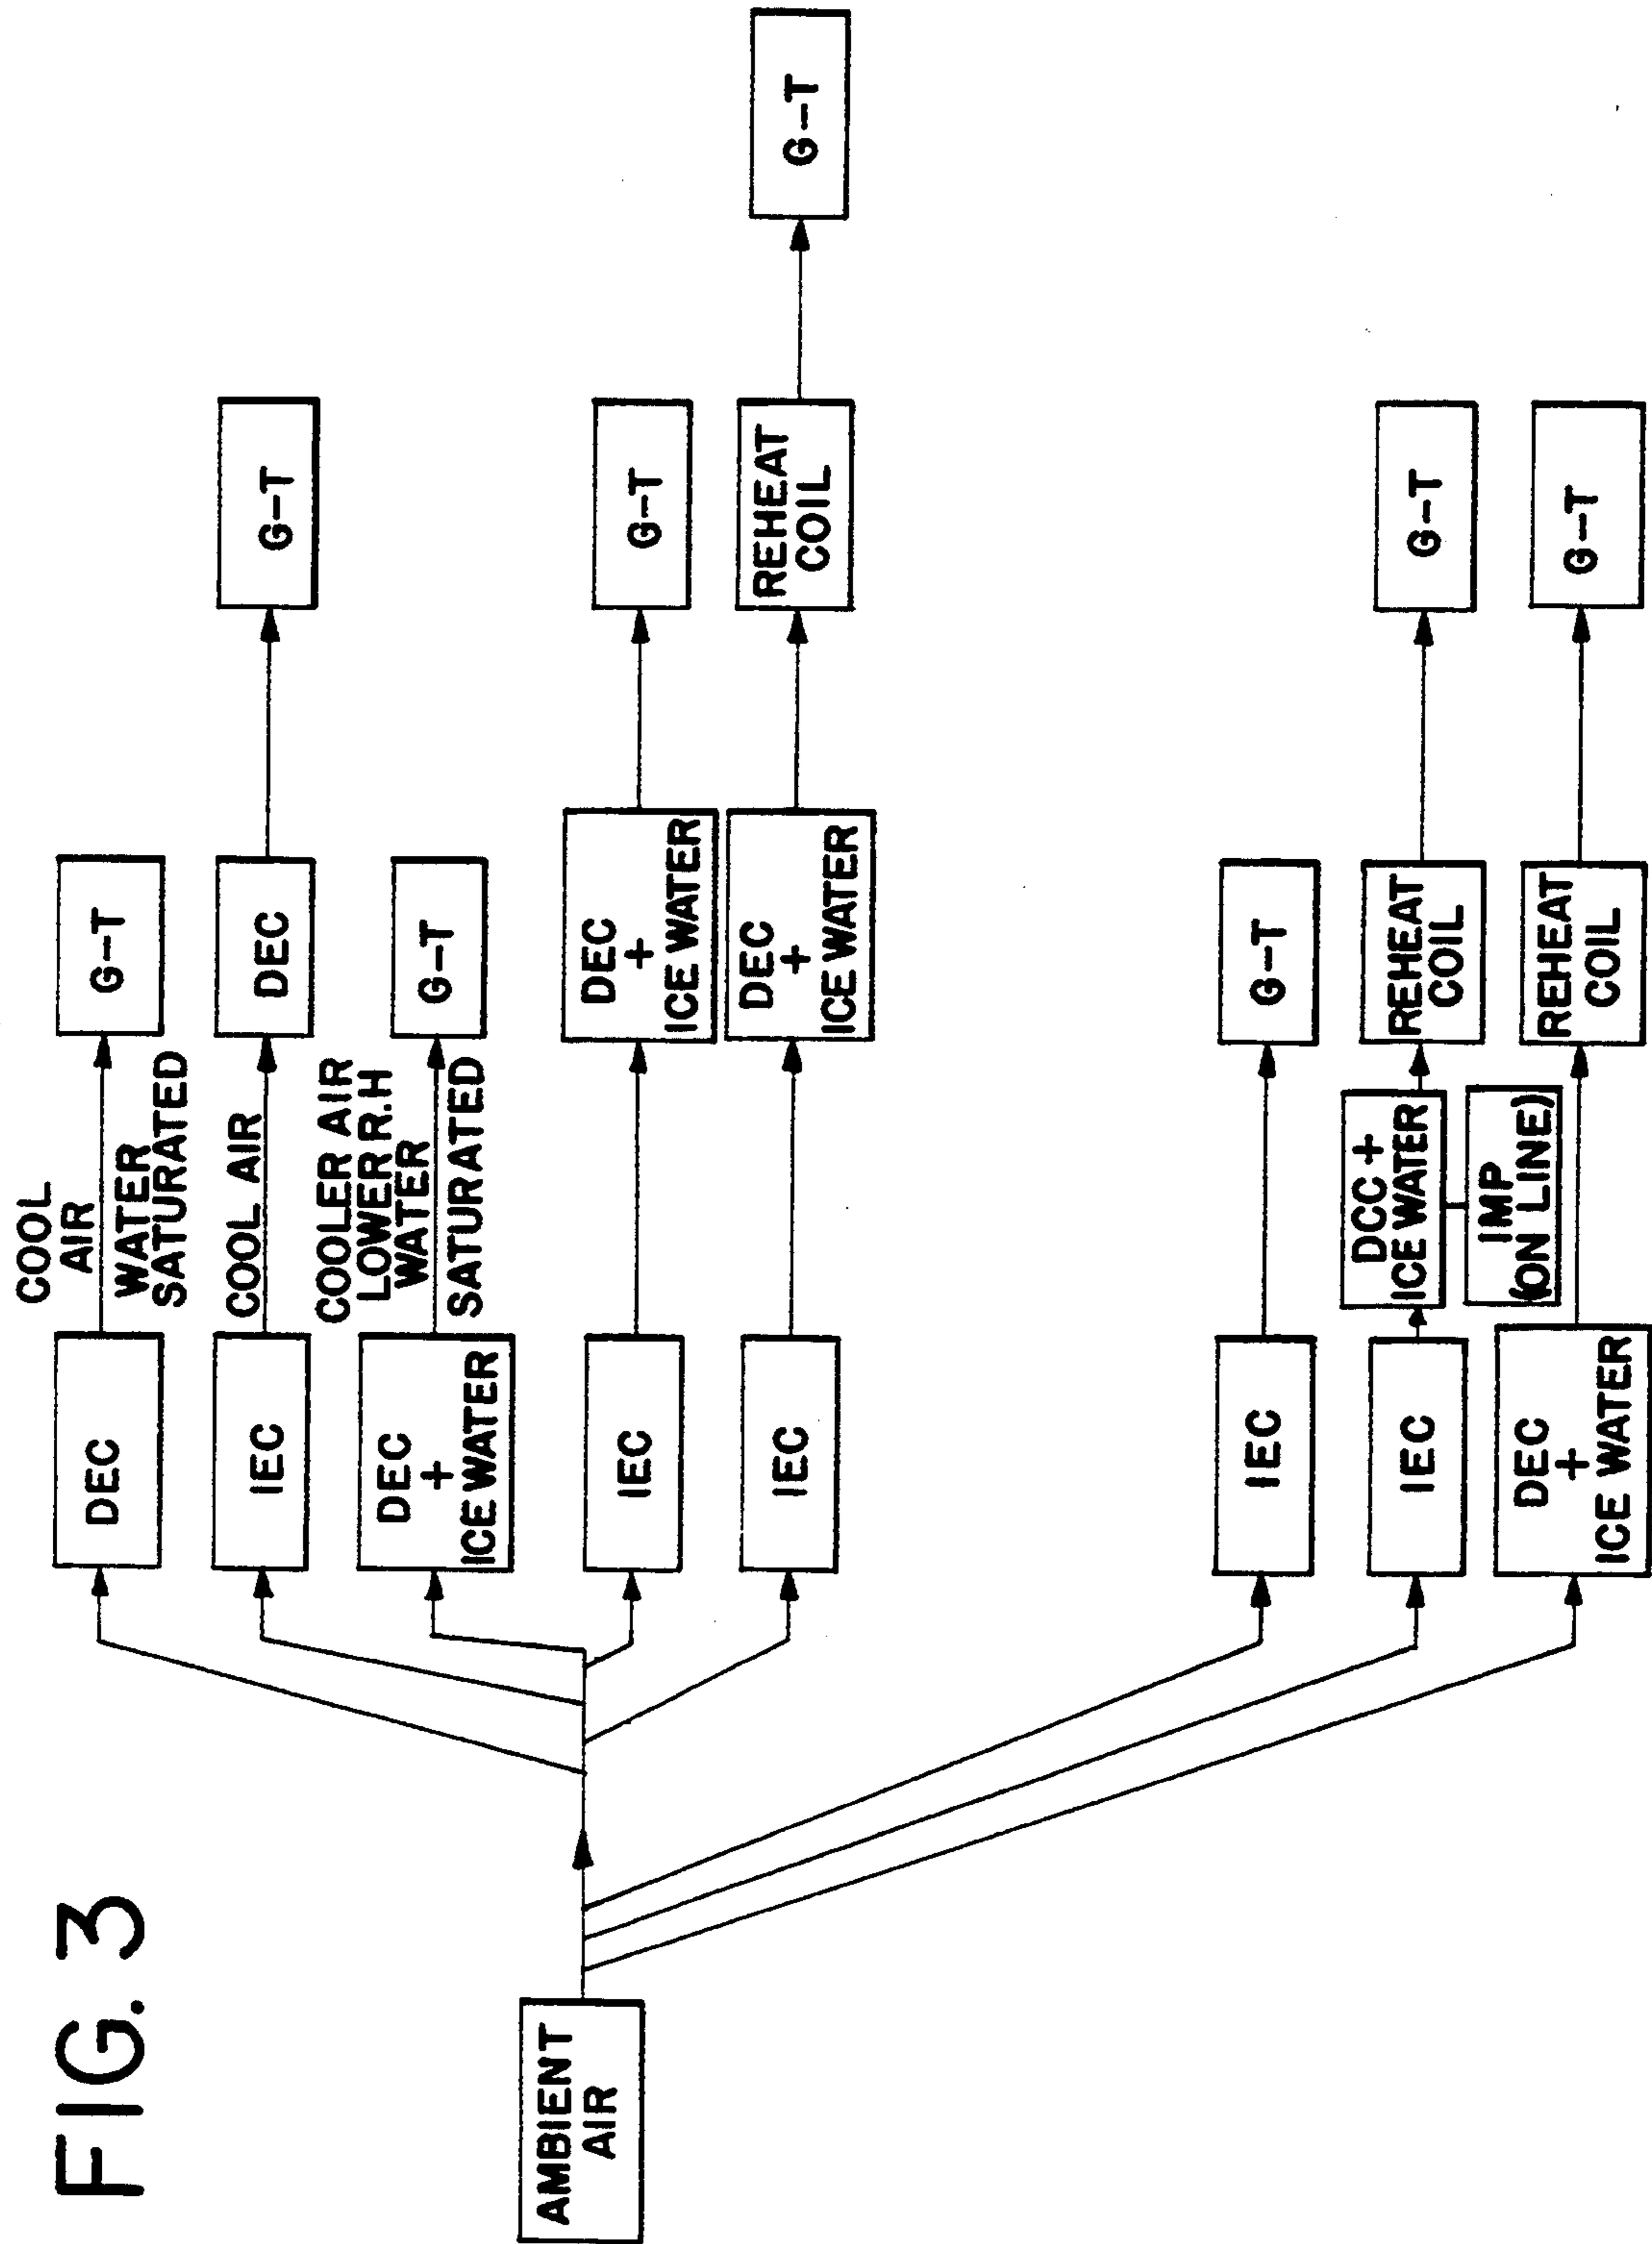 FIG. 3
AMBIENT
AIR
DEC
COOL
AIR
WATER
SATURATED
G-T
IEC
COOL AIR
DEC
G-T
DEC
+
ICE WATER
COOLER AIR
LOWER R.H
WATER
SATURATED
G-T
IEC
DEC
+
ICE WATER
G-T
IEC
DEC
+
ICE WATER
REHEAT
COIL
G-T
IEC
G-T
IEC
DCC +
ICE WATER
IMP
(ON LINE)
REHEAT
COIL
G-T
DEC
+
ICE WATER
REHEAT
COIL
G-T